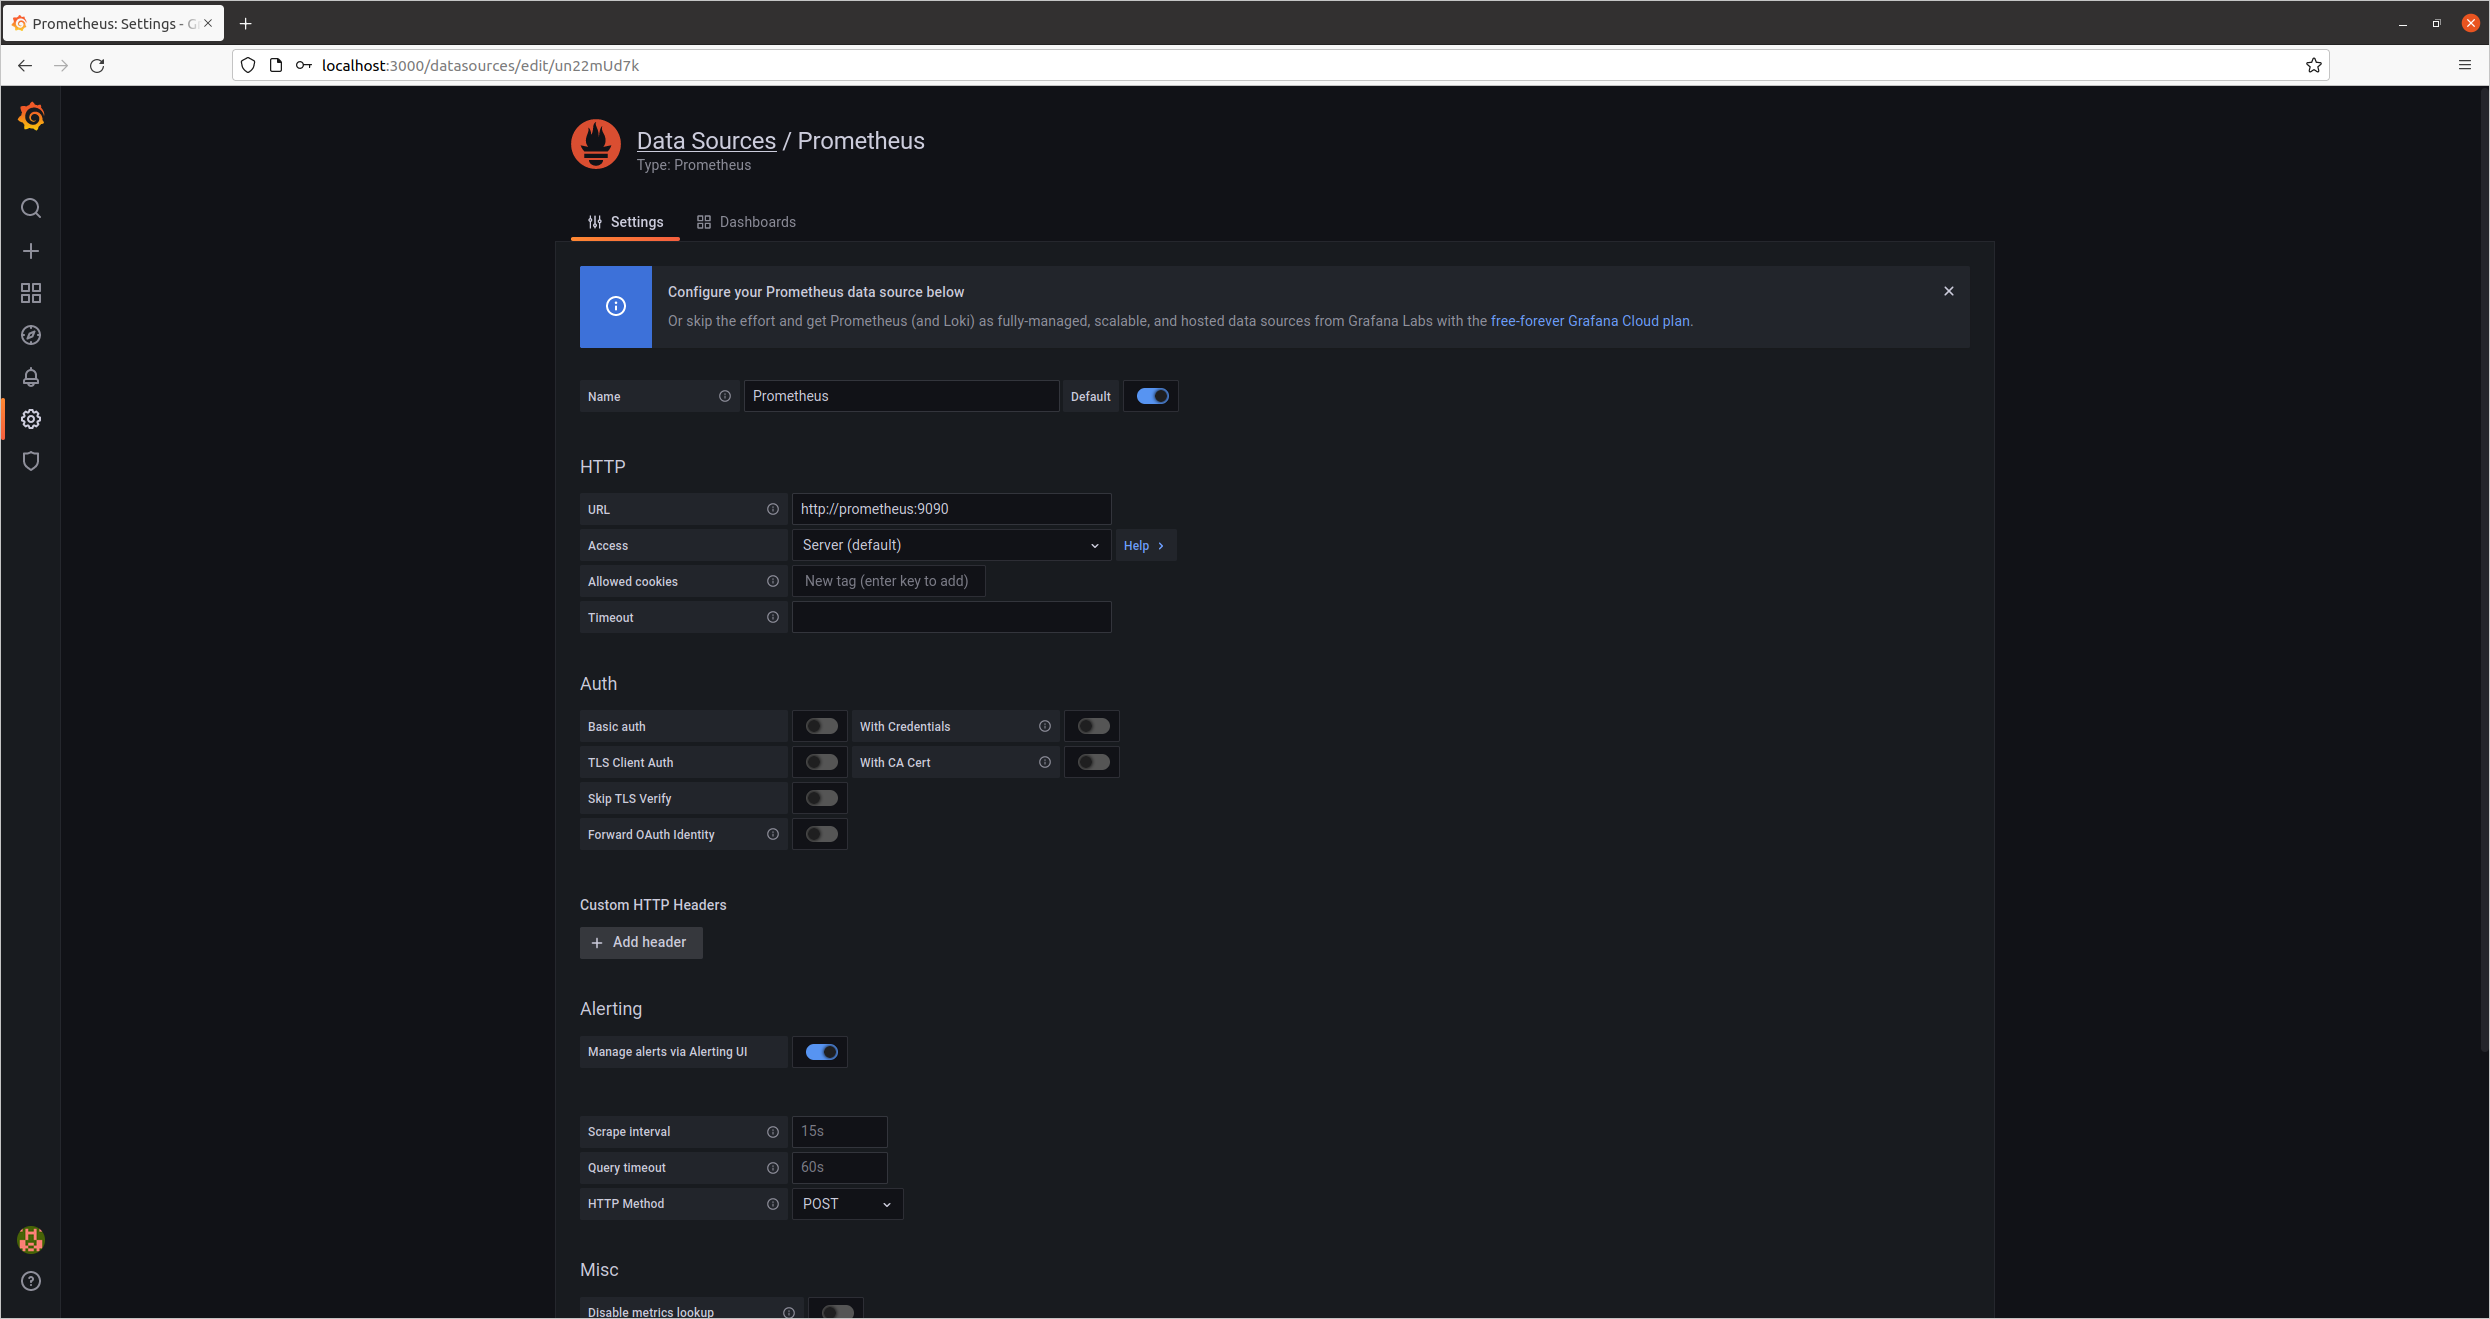 Prometheus: Settings - G
localhost:3000/datasources/edit/un22mUd7k
Data Sources / Prometheus
Type: Prometheus
Settings Dashboards
Configure your Prometheus data source below
Or skip the effort and get Prometheus (and Loki) as fully-managed, scalable, and hosted data sources from Grafana Labs with the free-forever Grafana Cloud plan.
Name Prometheus Default
HTTP
URL http://prometheus:9090
Access Server (default) Help
Allowed cookies New tag (enter key to add)
Timeout
Auth
Basic auth With Credentials
TLS Client Auth With CA Cert
Skip TLS Verify
Forward OAuth Identity
Custom HTTP Headers
Add header
Alerting
Manage alerts via Alerting UI
Scrape interval 15s
Query timeout 60s
HTTP Method POST
Misc
Disable metrics lookup